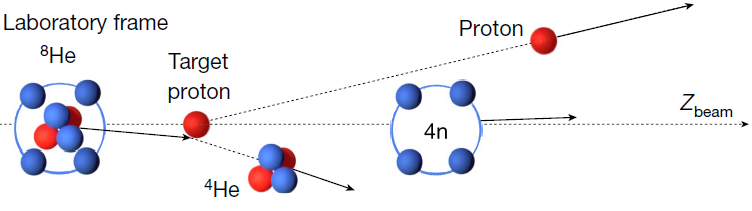 Laboratory frame
⁸He
Target
proton
Proton
4n
Z_beam
⁴He